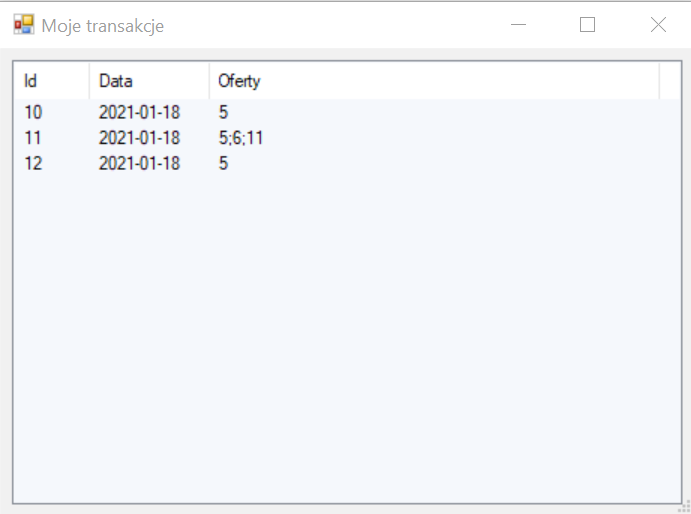 Moje transakcje
Id Data Oferty
10 2021-01-18 5
11 2021-01-18 5;6;11
12 2021-01-18 5